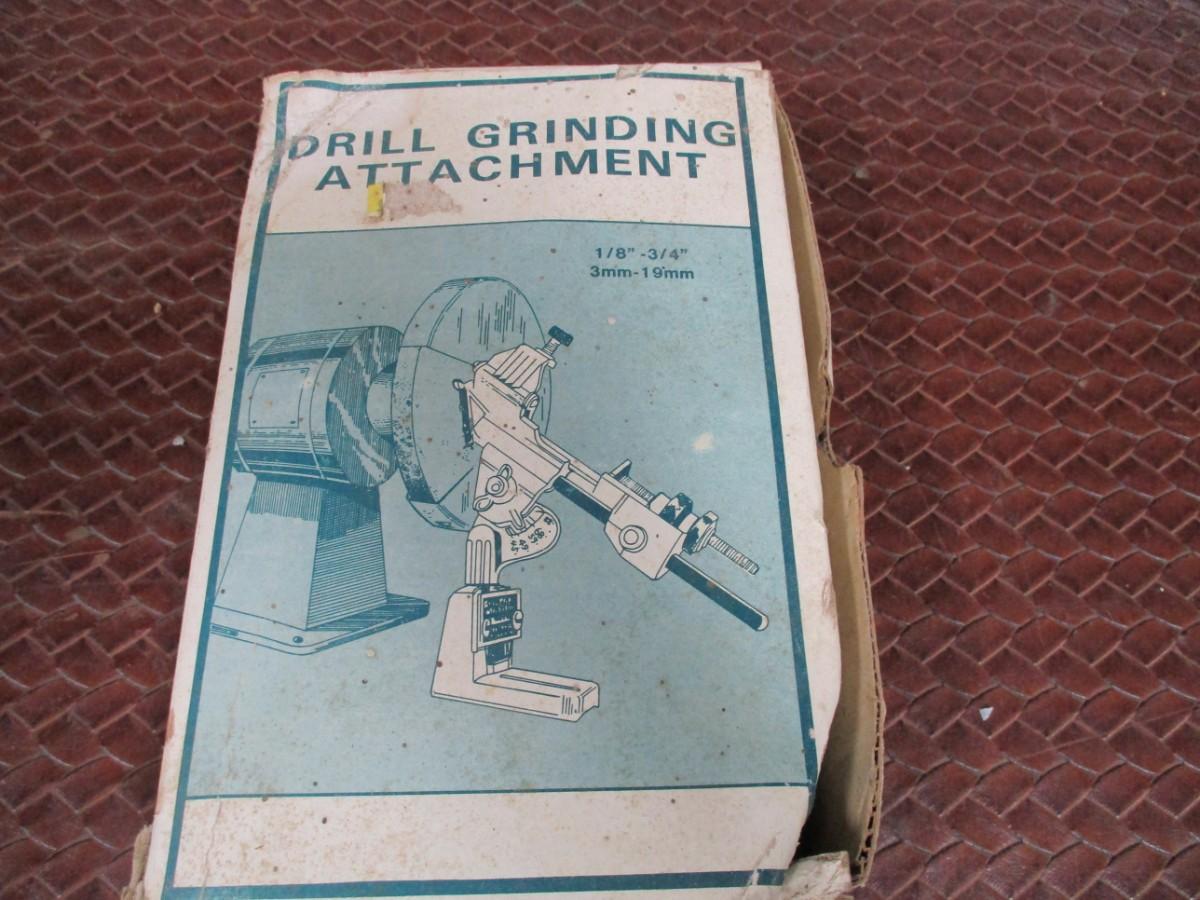 DRILL GRINDING
ATTACHMENT
1/8" -3/4"
3mm-19mm